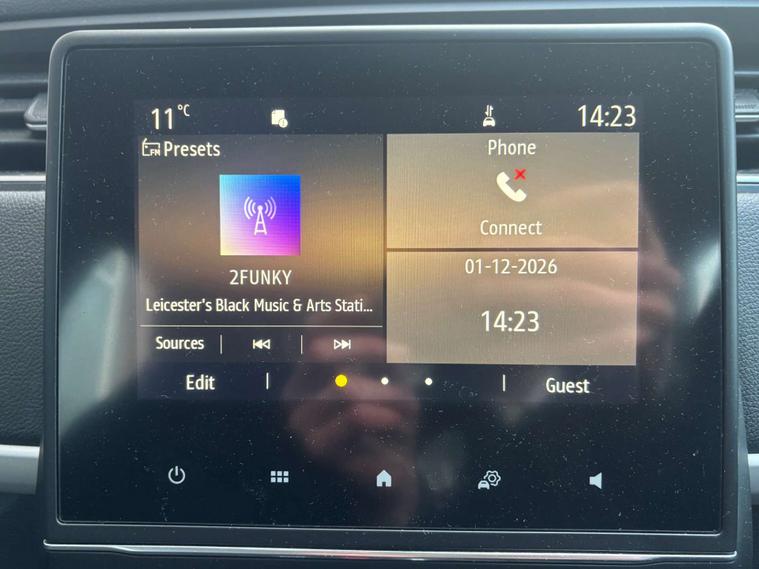 11°C
14:23
FM Presets
2FUNKY
Leicester's Black Music & Arts Stati...
Sources
Phone
Connect
01-12-2026
14:23
Edit
Guest